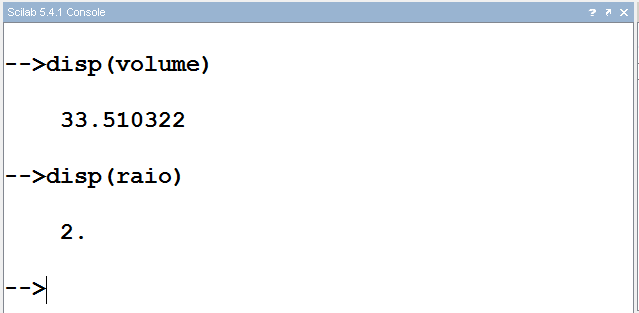 Scilab 5.4.1 Console
-->disp(volume)
33.510322
-->disp(raio)
2.
-->